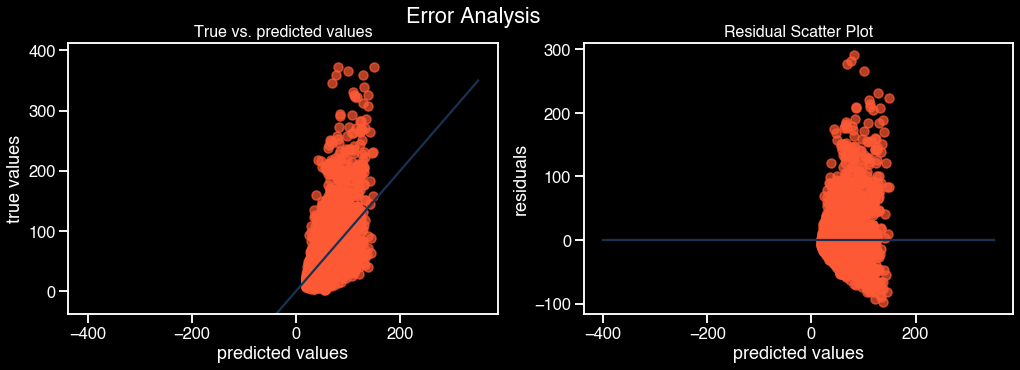 Error Analysis
True vs. predicted values
Residual Scatter Plot
400
300
200
100
0
true values
−400
−200
0
200
predicted values
300
200
100
0
−100
residuals
−400
−200
0
200
predicted values